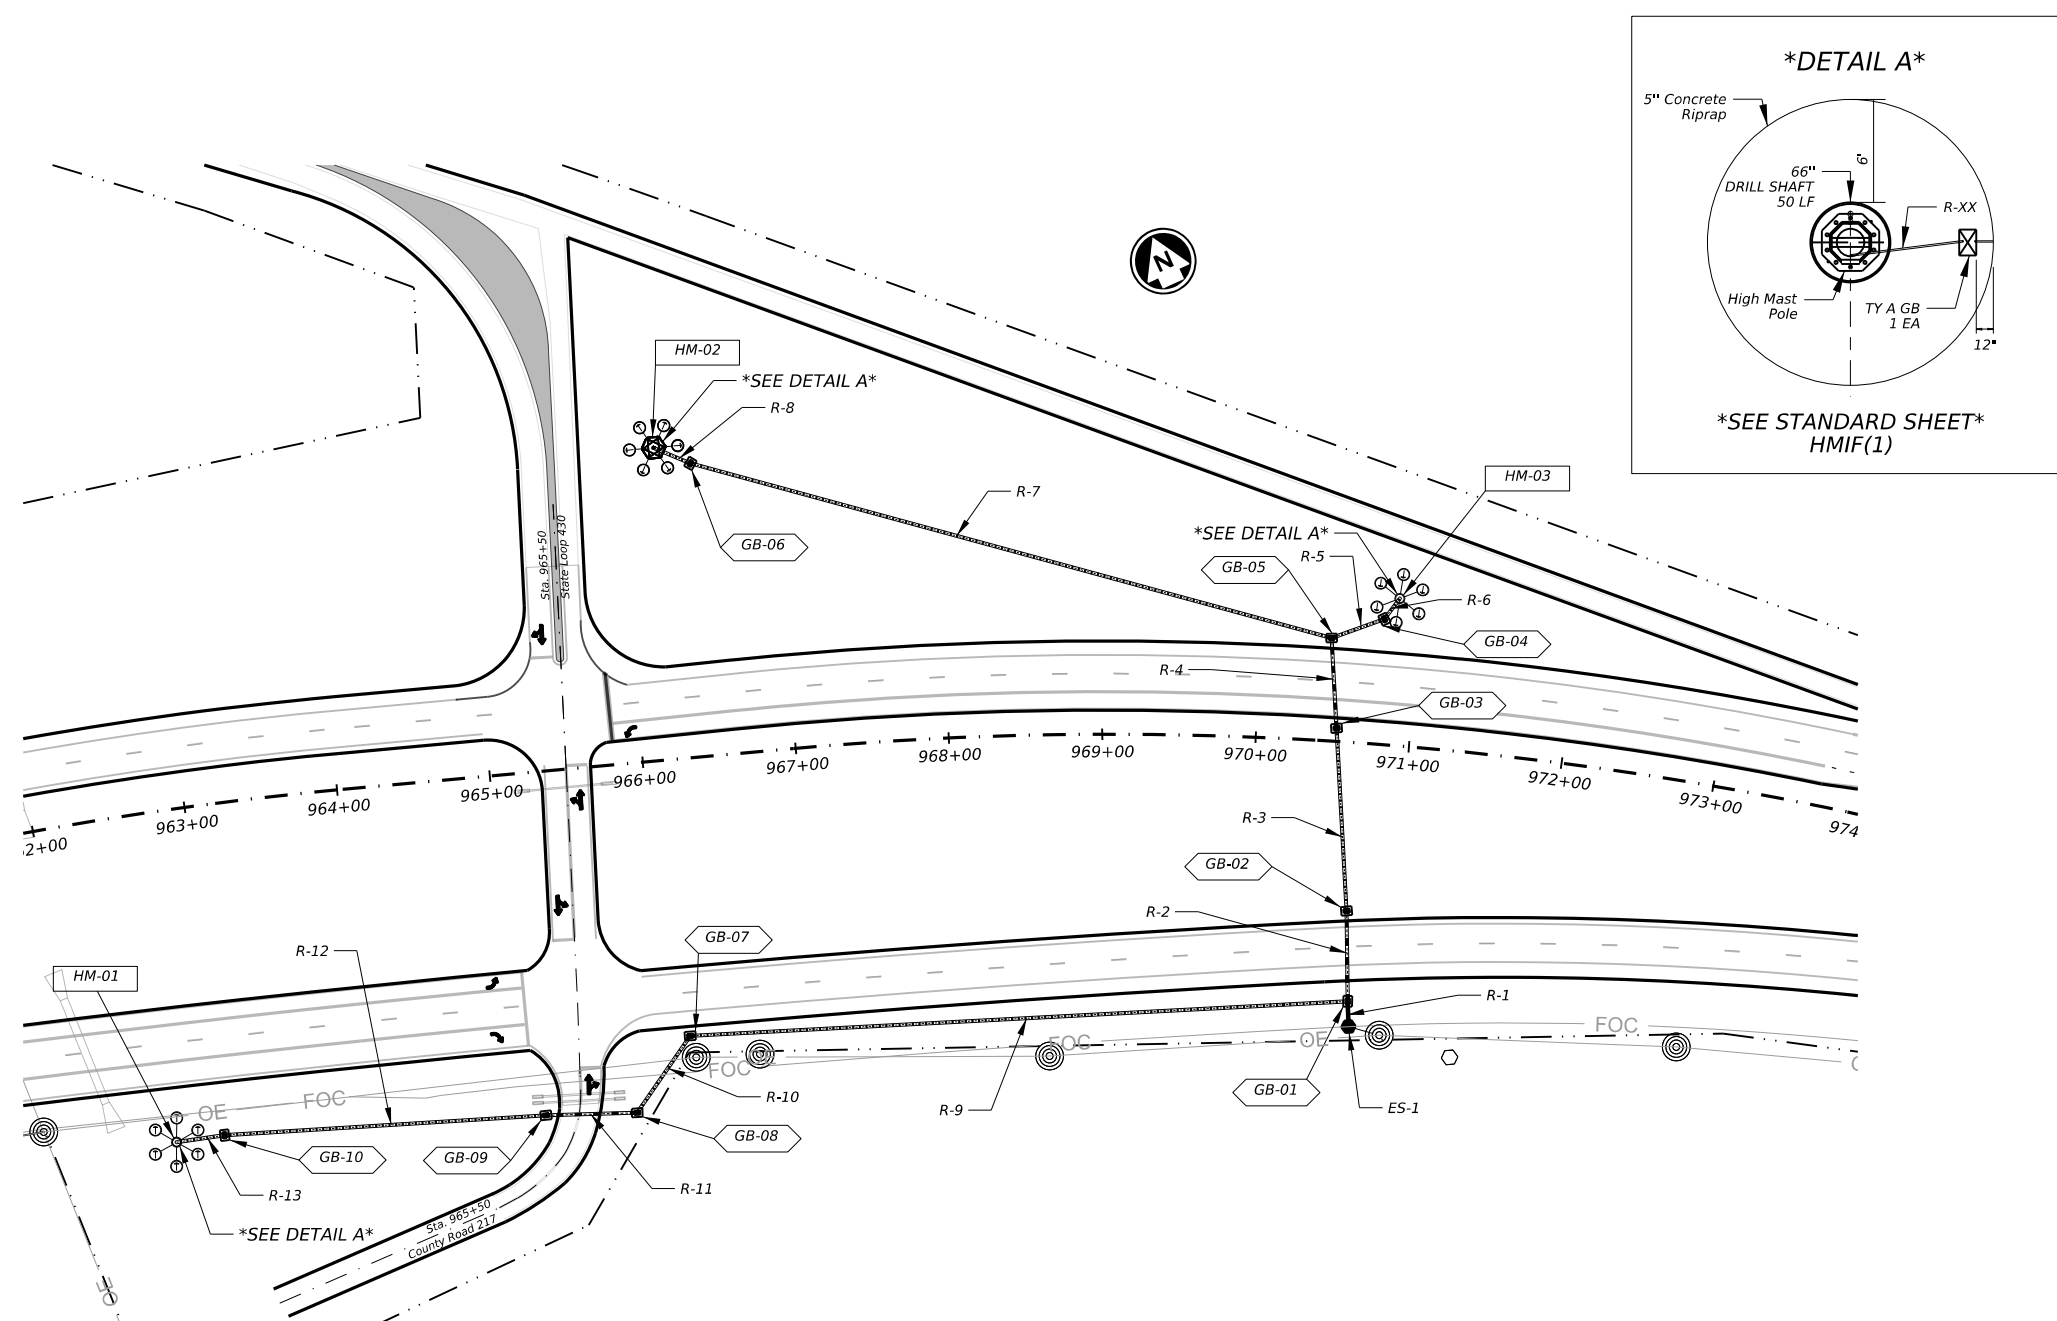 *DETAIL A*
5" Concrete
Riprap
6'
66"
DRILL SHAFT
50 LF
R-XX
High Mast
Pole
TY A GB
1 EA
12"
*SEE STANDARD SHEET*
HMIF(1)
N
HM-02
*SEE DETAIL A*
R-8
R-7
GB-06
HM-03
*SEE DETAIL A*
R-5
GB-05
R-6
GB-04
Sta. 965+50
State Loop 430
R-4
GB-03
2+00
963+00
964+00
965+00
966+00
967+00
968+00
969+00
970+00
971+00
972+00
973+00
974
R-3
GB-02
R-2
GB-07
R-12
HM-01
R-1
FOC
OE
FOC
FOC
OE
FOC
R-10
R-9
GB-01
ES-1
GB-08
GB-10
GB-09
R-13
R-11
*SEE DETAIL A*
Sta. 965+50
County Road 217
OE